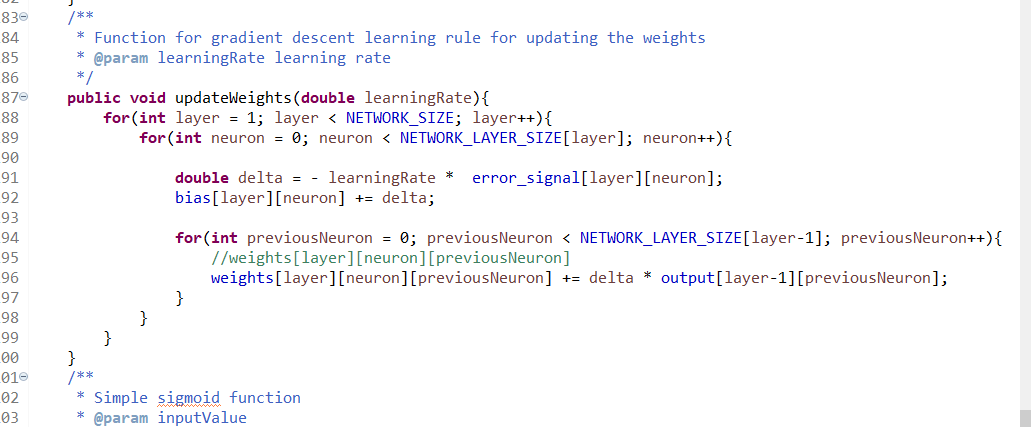 83 /**
84 * Function for gradient descent learning rule for updating the weights
85 * @param learningRate learning rate
86 */
87 public void updateWeights(double learningRate){
88 for(int layer = 1; layer < NETWORK_SIZE; layer++){
89 for(int neuron = 0; neuron < NETWORK_LAYER_SIZE[layer]; neuron++){
90
91 double delta = - learningRate *  error_signal[layer][neuron];
92 bias[layer][neuron] += delta;
93
94 for(int previousNeuron = 0; previousNeuron < NETWORK_LAYER_SIZE[layer-1]; previousNeuron++){
95 //weights[layer][neuron][previousNeuron]
96 weights[layer][neuron][previousNeuron] += delta * output[layer-1][previousNeuron];
97 }
98 }
99 }
00 }
01 /**
02 * Simple sigmoid function
03 * @param inputValue